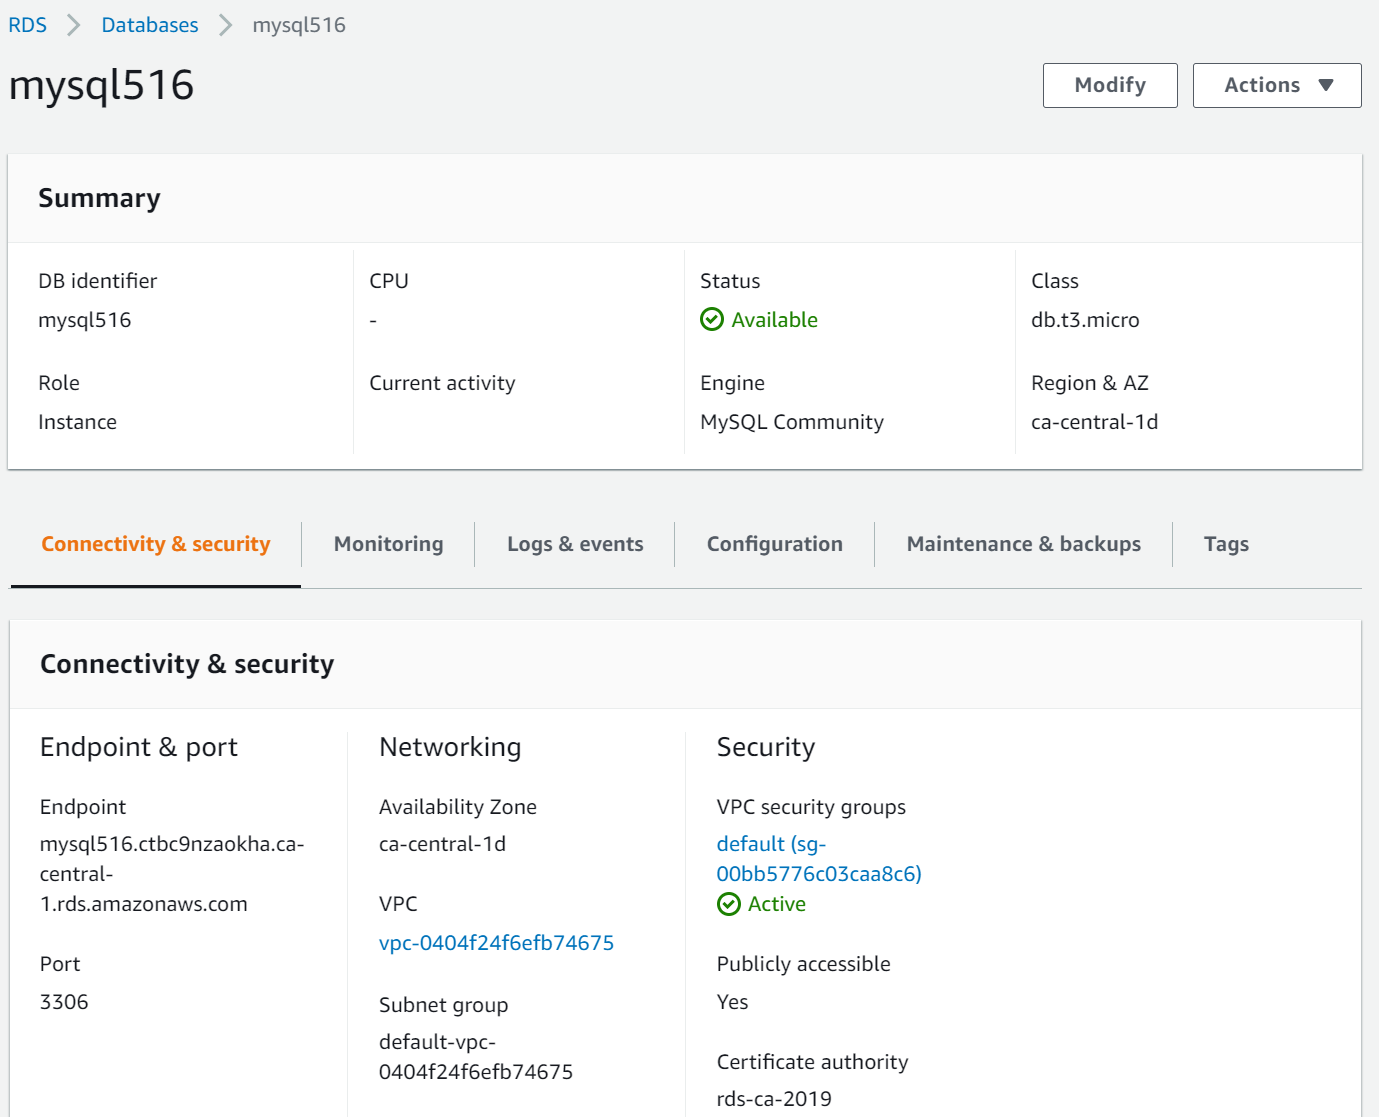 RDS > Databases > mysql516
mysql516
Modify
Actions ▼
Summary
DB identifier
mysql516
CPU
-
Status
Available
Class
db.t3.micro
Role
Instance
Current activity
Engine
MySQL Community
Region & AZ
ca-central-1d
Connectivity & security
Monitoring
Logs & events
Configuration
Maintenance & backups
Tags
Connectivity & security
Endpoint & port
Endpoint
mysql516.ctbc9nzaokha.ca-
central-
1.rds.amazonaws.com
Port
3306
Networking
Availability Zone
ca-central-1d
VPC
vpc-0404f24f6efb74675
Subnet group
default-vpc-
0404f24f6efb74675
Security
VPC security groups
default (sg-
00bb5776c03caa8c6)
Active
Publicly accessible
Yes
Certificate authority
rds-ca-2019